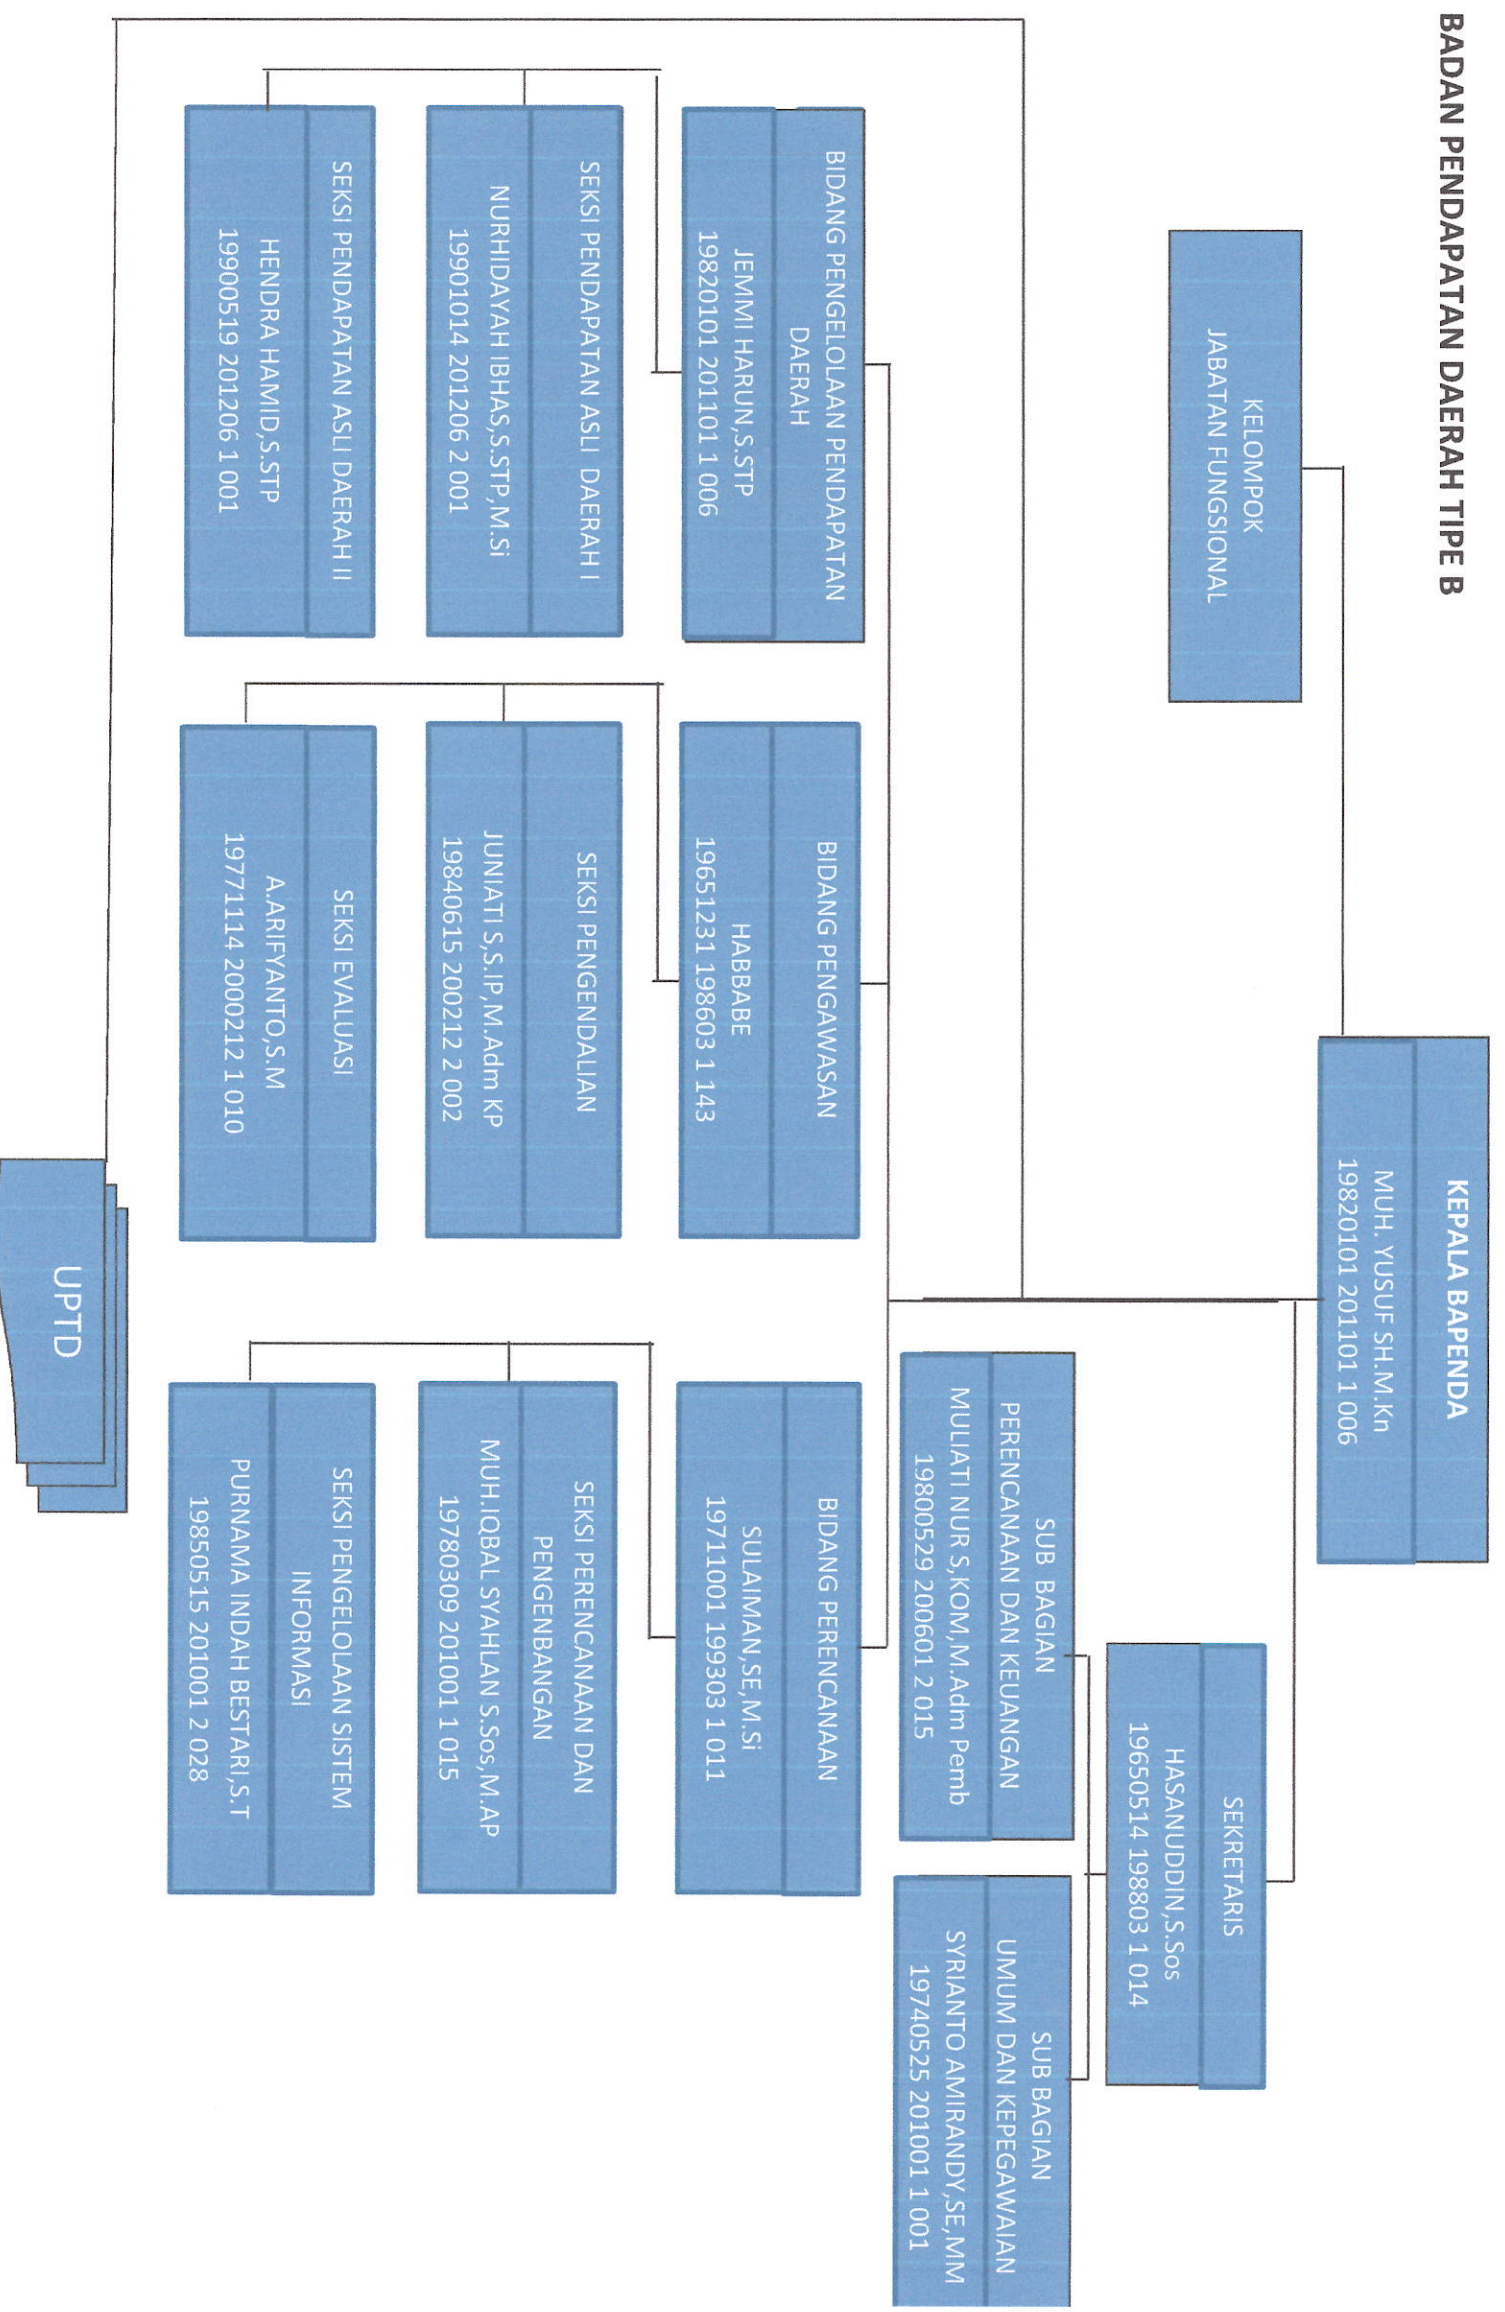 BADAN PENDAPATAN DAERAH TIPE B
KEPALA BAPENDA
MUH. YUSUF SH.M.Kn
19820101 201101 1 006
KELOMPOK
JABATAN FUNGSIONAL
SEKRETARIS
HASANUDDIN,S.Sos
19650514 198803 1 014
SUB BAGIAN
PERENCANAAN DAN KEUANGAN
MULIATI NUR S,KOM,M.Adm Pemb
19800529 200601 2 015
SUB BAGIAN
UMUM DAN KEPEGAWAIAN
SYRIANTO AMIRANDY,SE,MM
19740525 201001 1 001
BIDANG PENGELOLAAN PENDAPATAN
DAERAH
JEMMI HARUN,S.STP
19820101 201101 1 006
BIDANG PENGAWASAN
HABBABE
19651231 198603 1 143
BIDANG PERENCANAAN
SULAIMAN,SE,M.Si
19711001 199303 1 011
SEKSI PENDAPATAN ASLI DAERAH I
NURHIDAYAH IBHAS,S.STP,M.Si
19901014 201206 2 001
SEKSI PENGENDALIAN
JUNIATI S,S.IP,M.Adm KP
19840615 200212 2 002
SEKSI PERENCANAAN DAN
PENGENBANGAN
MUH.IQBAL SYAHLAN S.Sos,M.AP
19780309 201001 1 015
SEKSI PENDAPATAN ASLI DAERAH II
HENDRA HAMID,S.STP
19900519 201206 1 001
SEKSI EVALUASI
A.ARIFYANTO,S.M
19771114 2000212 1 010
SEKSI PENGELOLAAN SISTEM
INFORMASI
PURNAMA INDAH BESTARI,S.T
19850515 201001 2 028
UPTD